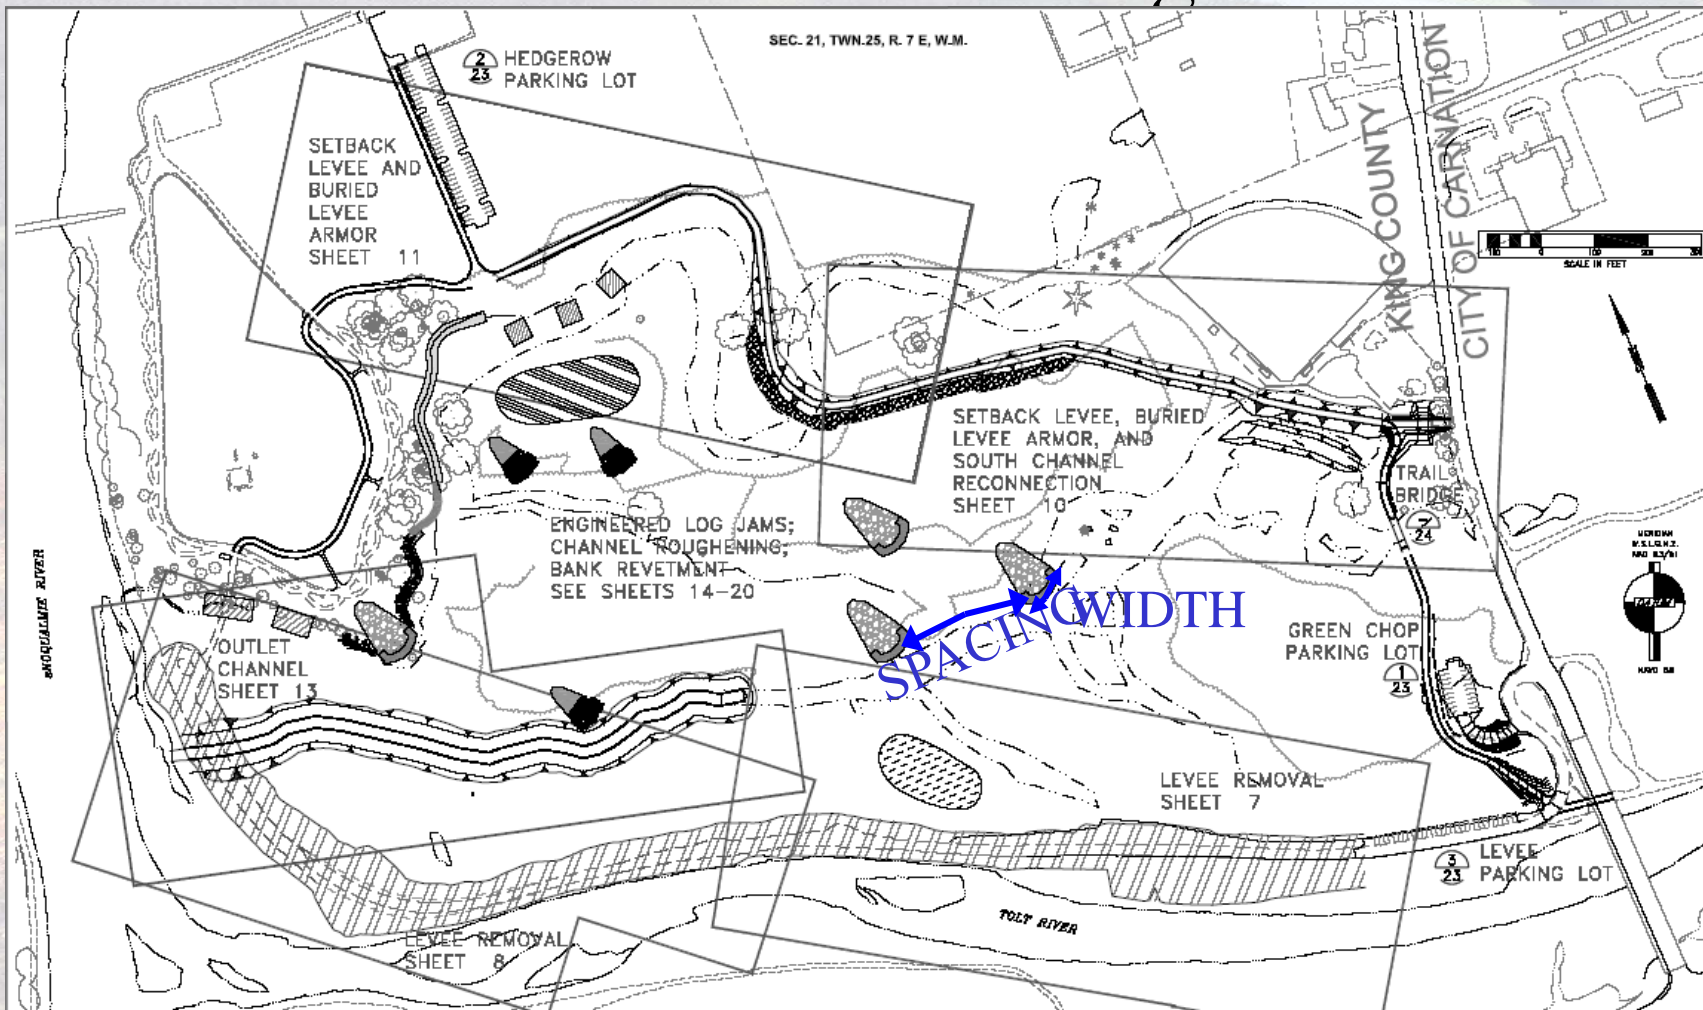 SEC. 21, TWN.25, R. 7 E, W.M.
2
23
HEDGEROW
PARKING LOT
SETBACK
LEVEE AND
BURIED
LEVEE
ARMOR
SHEET 11
KING COUNTY
CITY OF CARNATION
SCALE IN FEET
SETBACK LEVEE, BURIED
LEVEE ARMOR, AND
SOUTH CHANNEL
RECONNECTION
SHEET 10
TRAIL
BRIDGE
24
ENGINEERED LOG JAMS;
CHANNEL ROUGHENING;
BANK REVETMENT
SEE SHEETS 14-20
SNOQUALMIE RIVER
SPACING
WIDTH
MERIDIAN
GREEN CHOP
PARKING LOT
1
23
OUTLET
CHANNEL
SHEET 13
LEVEE REMOVAL
SHEET 7
3
23
LEVEE
PARKING LOT
TOLT RIVER
LEVEE REMOVAL
SHEET 8